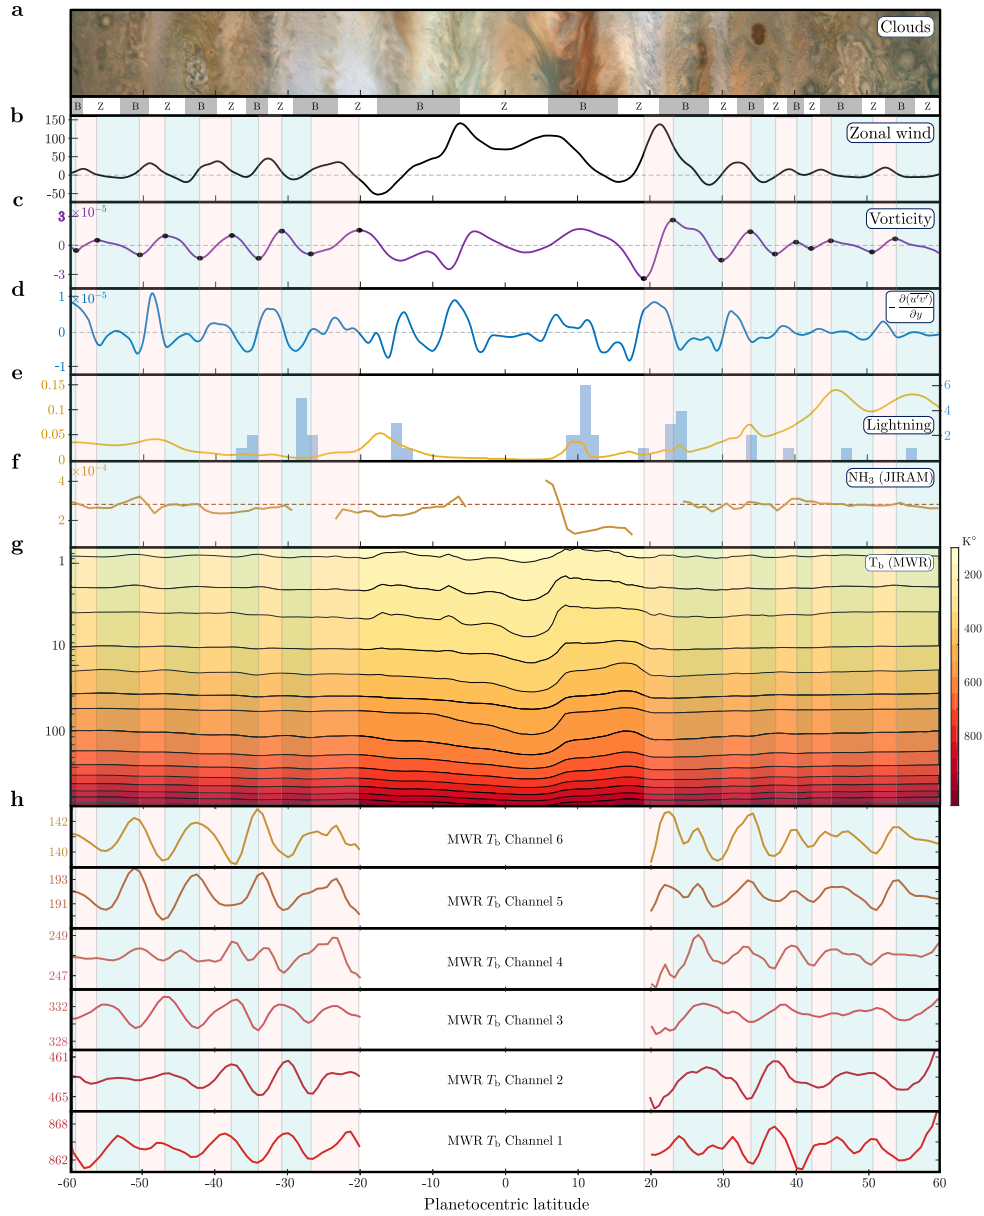 a
Clouds
B Z B Z B Z B Z B Z B Z B Z B Z B Z B Z B Z B Z
b
150
100
50
0
-50
Zonal wind
c
×10⁻⁵
3
0
-3
Vorticity
d
×10⁻⁵
1
0
-1
-∂(u′v′)/∂y
e
0.15
0.1
0.05
0
6
4
2
Lightning
f
×10⁻⁴
4
2
NH₃ (JIRAM)
g
1
10
100
T_b (MWR)
K°
200
400
600
800
h
142
140
MWR T_b Channel 6
193
191
MWR T_b Channel 5
249
247
MWR T_b Channel 4
332
328
MWR T_b Channel 3
461
465
MWR T_b Channel 2
868
862
MWR T_b Channel 1
-60 -50 -40 -30 -20 -10 0 10 20 30 40 50 60
Planetocentric latitude